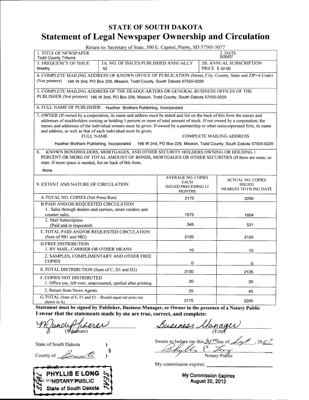 STATE OF SOUTH DAKOTA
Statement of Legal Newspaper Ownership and Circulation
Return to: Secretary of State, 500 E. Capitol, Pierre, SD 57501-5077
1. TITLE OF NEWSPAPER
Todd County Tribune
2. DATE
3. FREQUENCY OF ISSUE
Weekly
3A. NO. OF ISSUES PUBLISHED ANNUALLY
52
3B. ANNUAL SUBSCRIPTION
PRICE $ 42.00
4. COMPLETE MAILING ADDRESS OF KNOWN OFFICE OF PUBLICATION (Street, City, County, State and ZIP+4 Code)
(Not printers) 166 W 2nd, PO Box 229, Mission, Todd County, South Dakota 57555-0229
5. COMPLETE MAILING ADDRESS OF THE HEADQUARTERS OR GENERAL BUSINESS OFFICES OF THE
PUBLISHER (Not printers) 166 W 2nd, PO Box 229, Mission, Todd County, South Dakota 57555-0229
6. FULL NAME OF PUBLISHER: Huether Brothers Publishing, Incorporated
7. OWNER (If owned by a corporation, its name and address must be stated and list on the back of this form the names and
addresses of stockholders owning or holding 1 percent or more of total amount of stock. If not owned by a corporation, the
names and addresses of the individual owners must be given. If owned by a partnership or other unincorporated firm, its name
and address, as well as that of each individual must be given.
FULL NAME COMPLETE MAILING ADDRESS
Huether Brothers Publishing, Incorporated 166 W 2nd, PO Box 229, Mission, Todd County, South Dakota 57555-0229
8. KNOWN BONDHOLDERS, MORTGAGES, AND OTHER SECURITY HOLDERS OWNING OR HOLDING 1
PERCENT OR MORE OF TOTAL AMOUNT OF BONDS, MORTGAGES OR OTHER SECURITIES (If there are none, so
state. If more space is needed, list on back of this form.
None
9. EXTENT AND NATURE OF CIRCULATION
AVERAGE NO. COPIES
EACH
ISSUED PRECEDING 12
MONTHS
ACTUAL NO. COPIES
ISSUED
NEAREST TO FILING DATE
A.TOTAL NO. COPIES (Net Press Run) 2175 2200
B.PAID AND/OR REQUESTED CIRCULATION
1. Sales through dealers and carriers, street vendors and
counter sales. 1575 1604
2. Mail Subscription
(Paid and or requested) 545 521
C.TOTAL PAID AND/OR REQUESTED CIRCULATION
(Sum of 9B1 and 9B2) 2120 2125
D.FREE DISTRIBUTION
1. BY MAIL, CARRIER OR OTHER MEANS 10 10
2. SAMPLES, COMPLIMENTARY AND OTHER FREE
COPIES 0 0
E.TOTAL DISTRIBUTION (Sum of C, D1 and D2) 2130 2135
F.COPIES NOT DISTRIBUTED
1. Office use, left over, unaccounted, spoiled after printing 20 20
2. Return from News Agents 25 45
G.TOTAL (Sum of E, F1 and F2 - Should equal net press run
shown in A) 2175 2200
Statement must be signed by Publisher, Business Manager, or Owner in the presence of a Notary Public
I swear that the statements made by me are true, correct, and complete:
Business Manager
(Signature) (Title)
State of South Dakota )
County of )
Sworn to before me this day of
Phyllis E. Long
Notary Public
My commission expires:
PHYLLIS E LONG
NOTARY PUBLIC
State of South Dakota
SEAL
SEAL
My Commission Expires
August 30, 2012